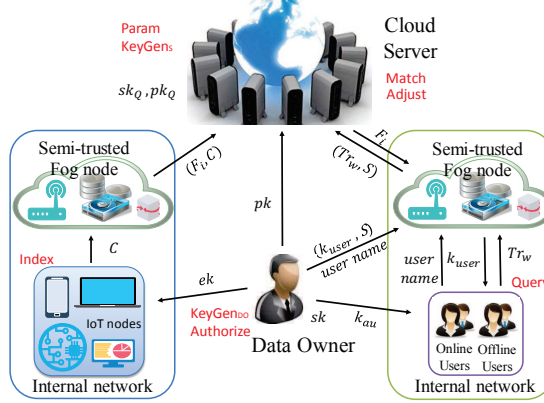 Param
KeyGenS
Cloud
Server
skQ , pkQ
Match
Adjust
Semi-trusted
Fog node
(Fi, C)
Fi
(Trw, S)
Semi-trusted
Fog node
pk
(kuser , S)
user name
C
Index
user
name
kuser
Trw
Query
ek
IoT nodes
KeyGenDO
Authorize
sk
kau
Data Owner
Online
Users
Offline
Users
Internal network
Internal network